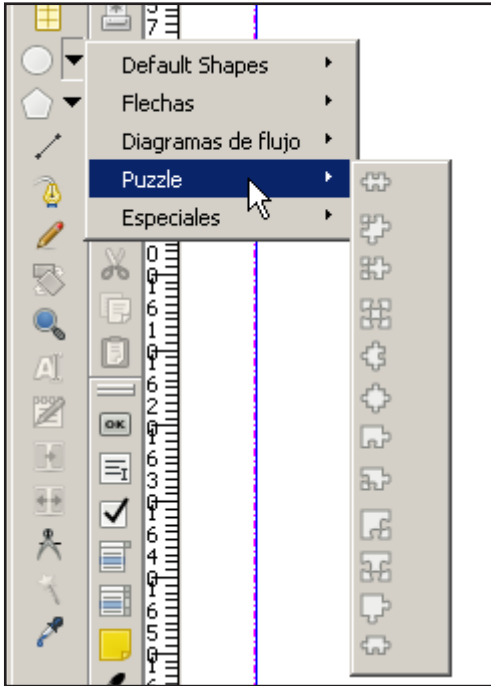 Default Shapes
Flechas
Diagramas de flujo
Puzzle
Especiales
OK